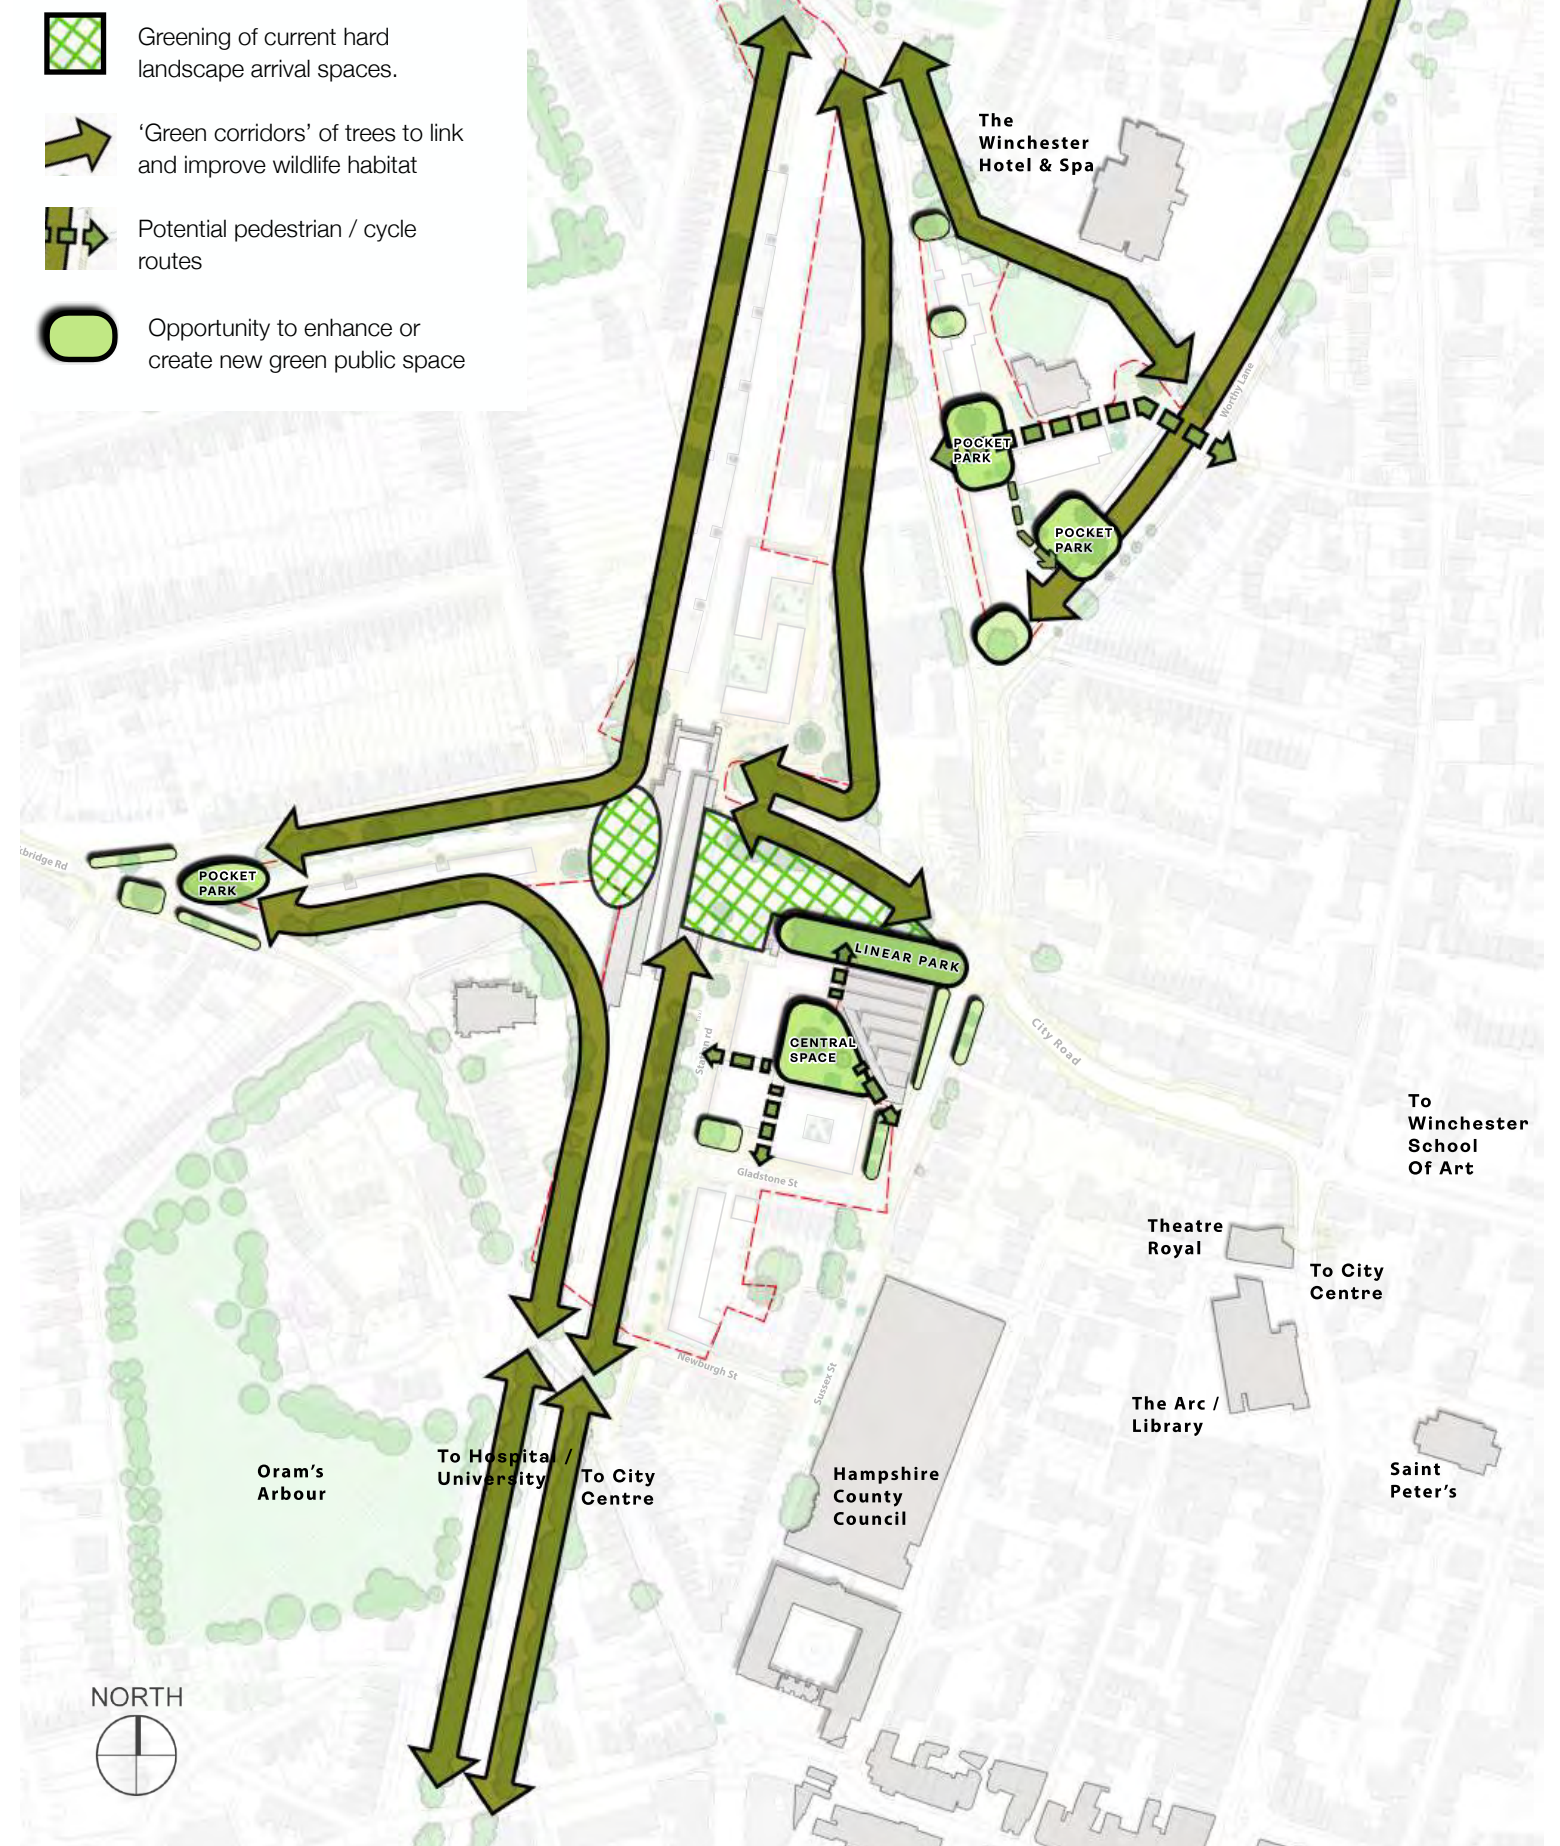 Greening of current hard
landscape arrival spaces.
‘Green corridors’ of trees to link
and improve wildlife habitat
Potential pedestrian / cycle
routes
Opportunity to enhance or
create new green public space
The
Winchester
Hotel & Spa
Worthy Lane
POCKET
PARK
POCKET
PARK
kbridge Rd
POCKET
PARK
LINEAR PARK
CENTRAL
SPACE
City Road
Gladstone St
To
Winchester
School
Of Art
Theatre
Royal
To City
Centre
Newburgh St
Sussex St
The Arc /
Library
Oram’s
Arbour
To Hospital /
University
To City
Centre
Hampshire
County
Council
Saint
Peter’s
NORTH